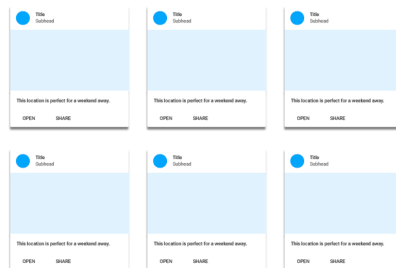 Title
Subhead
This location is perfect for a weekend away.
OPEN SHARE
Title
Subhead
This location is perfect for a weekend away.
OPEN SHARE
Title
Subhead
This location is perfect for a weekend away.
OPEN SHARE
Title
Subhead
This location is perfect for a weekend away.
OPEN SHARE
Title
Subhead
This location is perfect for a weekend away.
OPEN SHARE
Title
Subhead
This location is perfect for a weekend away.
OPEN SHARE